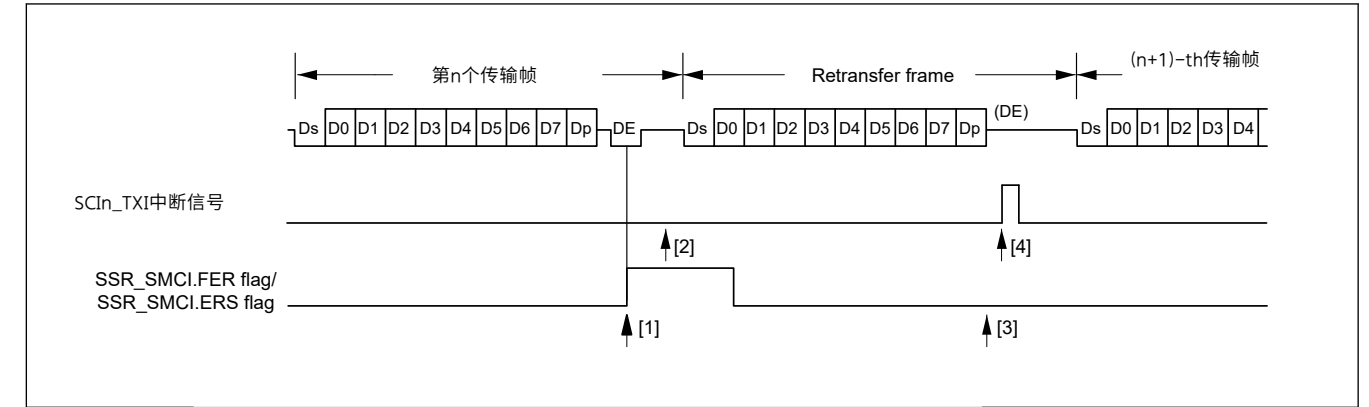 第n个传输帧
Retransfer frame
(n+1)-th传输帧
Ds D0 D1 D2 D3 D4 D5 D6 D7 Dp DE Ds D0 D1 D2 D3 D4 D5 D6 D7 Dp (DE) Ds D0 D1 D2 D3 D4
SCIn_TXI中断信号
[2]
[4]
SSR_SMCI.FER flag/
SSR_SMCI.ERS flag
[1]
[3]